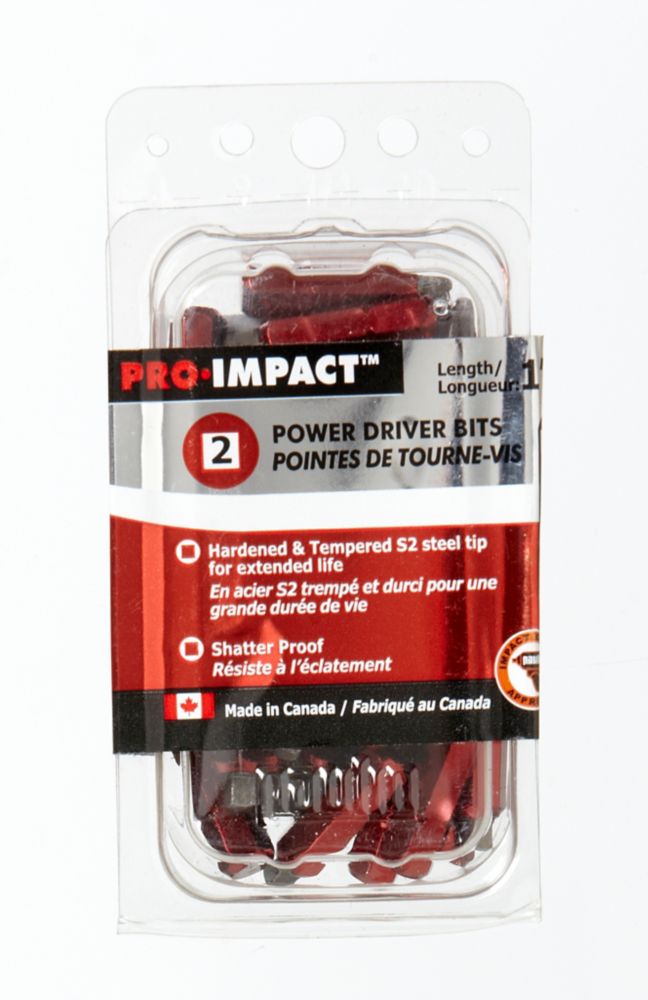 PRO·IMPACT™
Length/
Longueur: 1"
2
POWER DRIVER BITS
POINTES DE TOURNE-VIS
Hardened & Tempered S2 steel tip
for extended life
En acier S2 trempé et durci pour une
grande durée de vie
Shatter Proof
Résiste à l'éclatement
IMPACT
APPR
Made in Canada / Fabriqué au Canada